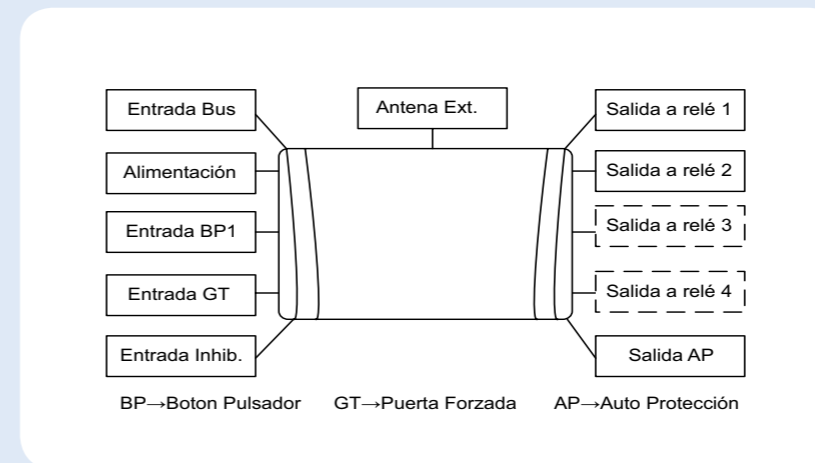 Entrada Bus
Antena Ext.
Salida a relé 1
Alimentación
Salida a relé 2
Entrada BP1
Salida a relé 3
Entrada GT
Salida a relé 4
Entrada Inhib.
Salida AP
BP→Boton Pulsador GT→Puerta Forzada AP→Auto Protección